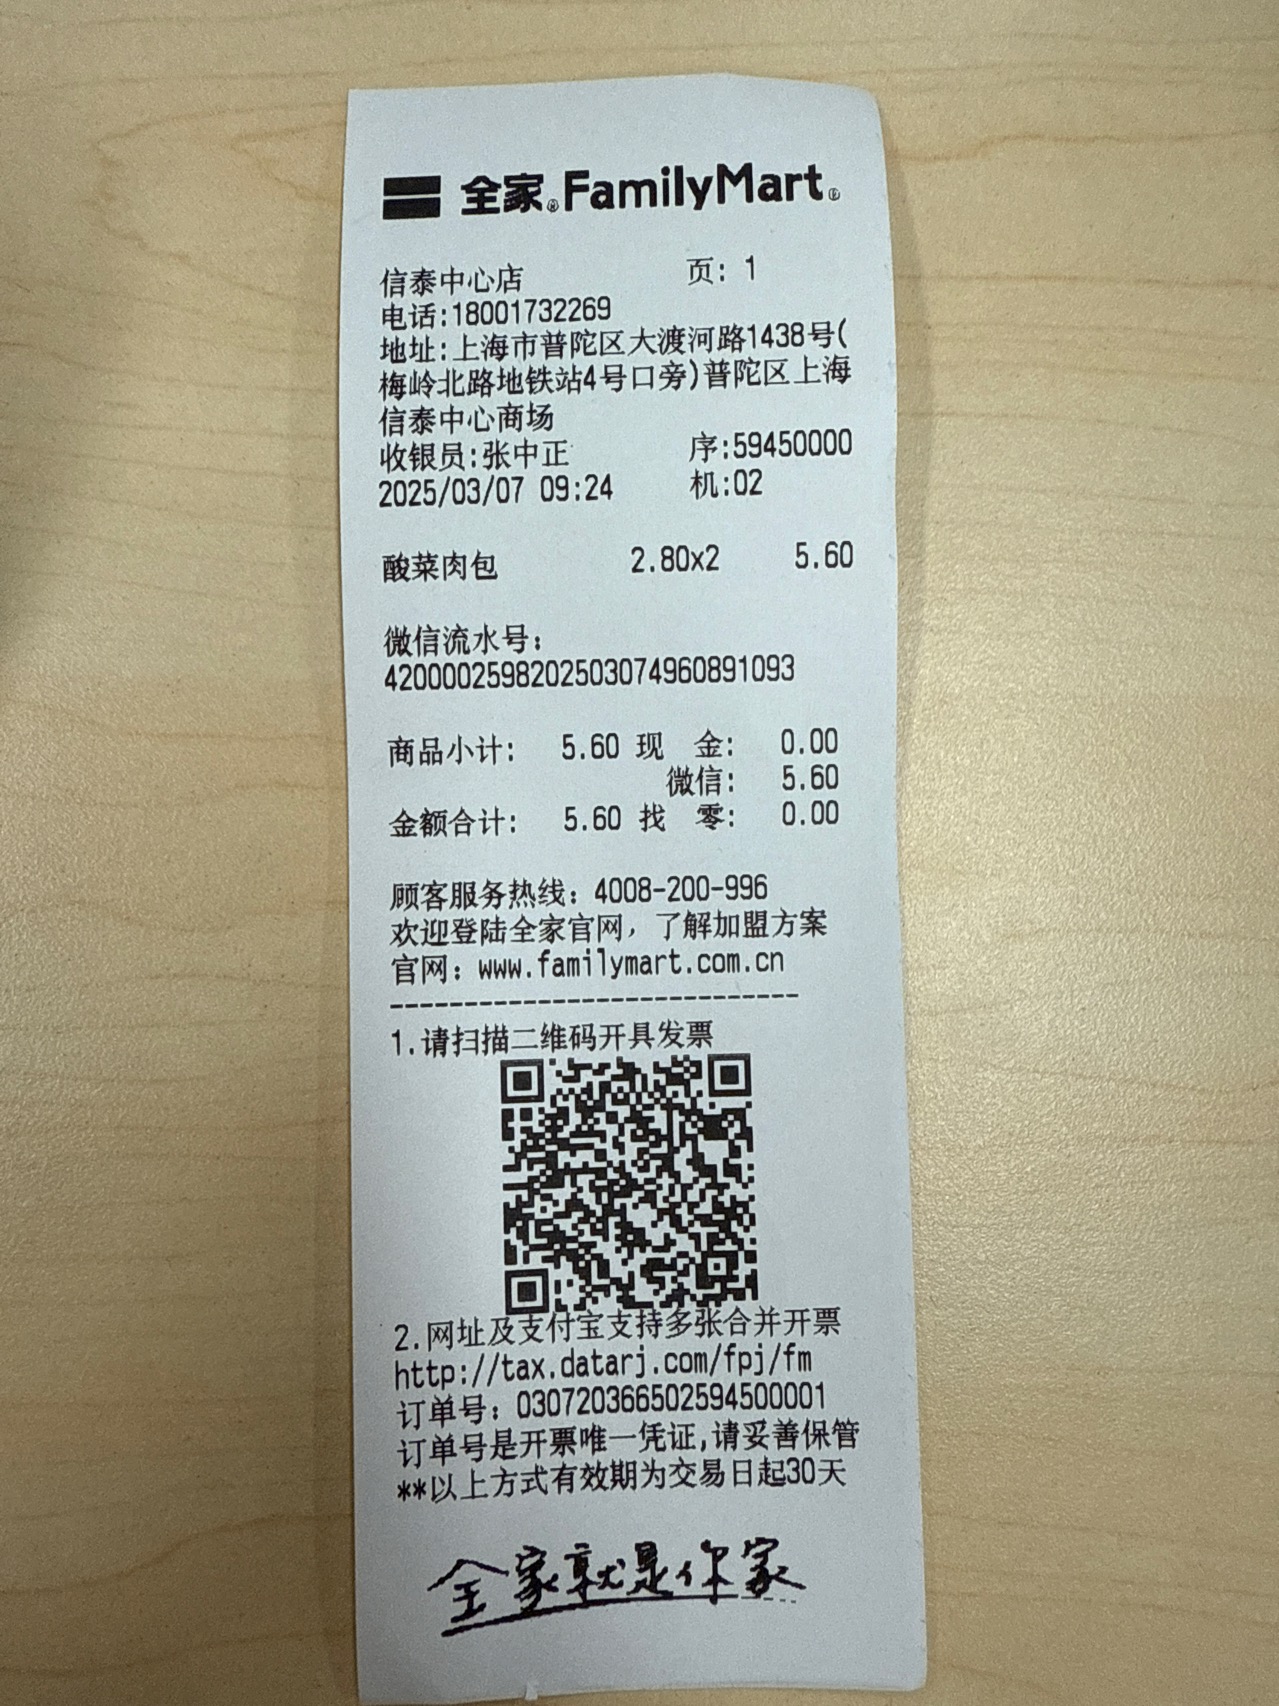 全家®FamilyMart®
信泰中心店 页: 1
电话:18001732269
地址:上海市普陀区大渡河路1438号(
梅岭北路地铁站4号口旁)普陀区上海
信泰中心商场
收银员:张中正 序:59450000
2025/03/07 09:24 机:02
酸菜肉包 2.80x2 5.60
微信流水号:
4200002598202503074960891093
商品小计: 5.60 现 金: 0.00
微信: 5.60
金额合计: 5.60 找 零: 0.00
顾客服务热线: 4008-200-996
欢迎登陆全家官网，了解加盟方案
官网: www.familymart.com.cn
----------------------------
1.请扫描二维码开具发票
2.网址及支付宝支持多张合并开票
http://tax.datarj.com/fpj/fm
订单号: 030720366502594500001
订单号是开票唯一凭证,请妥善保管
**以上方式有效期为交易日起30天
全家就是你家